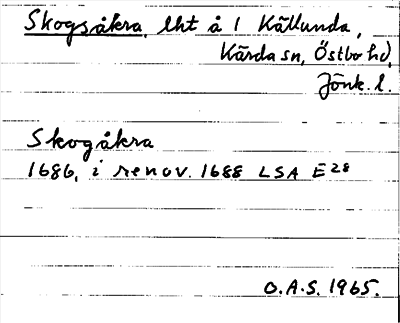 Skogsåkra, lht å 1 Källunda,
Kärda sn, Östbo hd,
Jönk. l.
Skogåkra
1686, i renov. 1688 LSA E28
O.A.S. 1965.